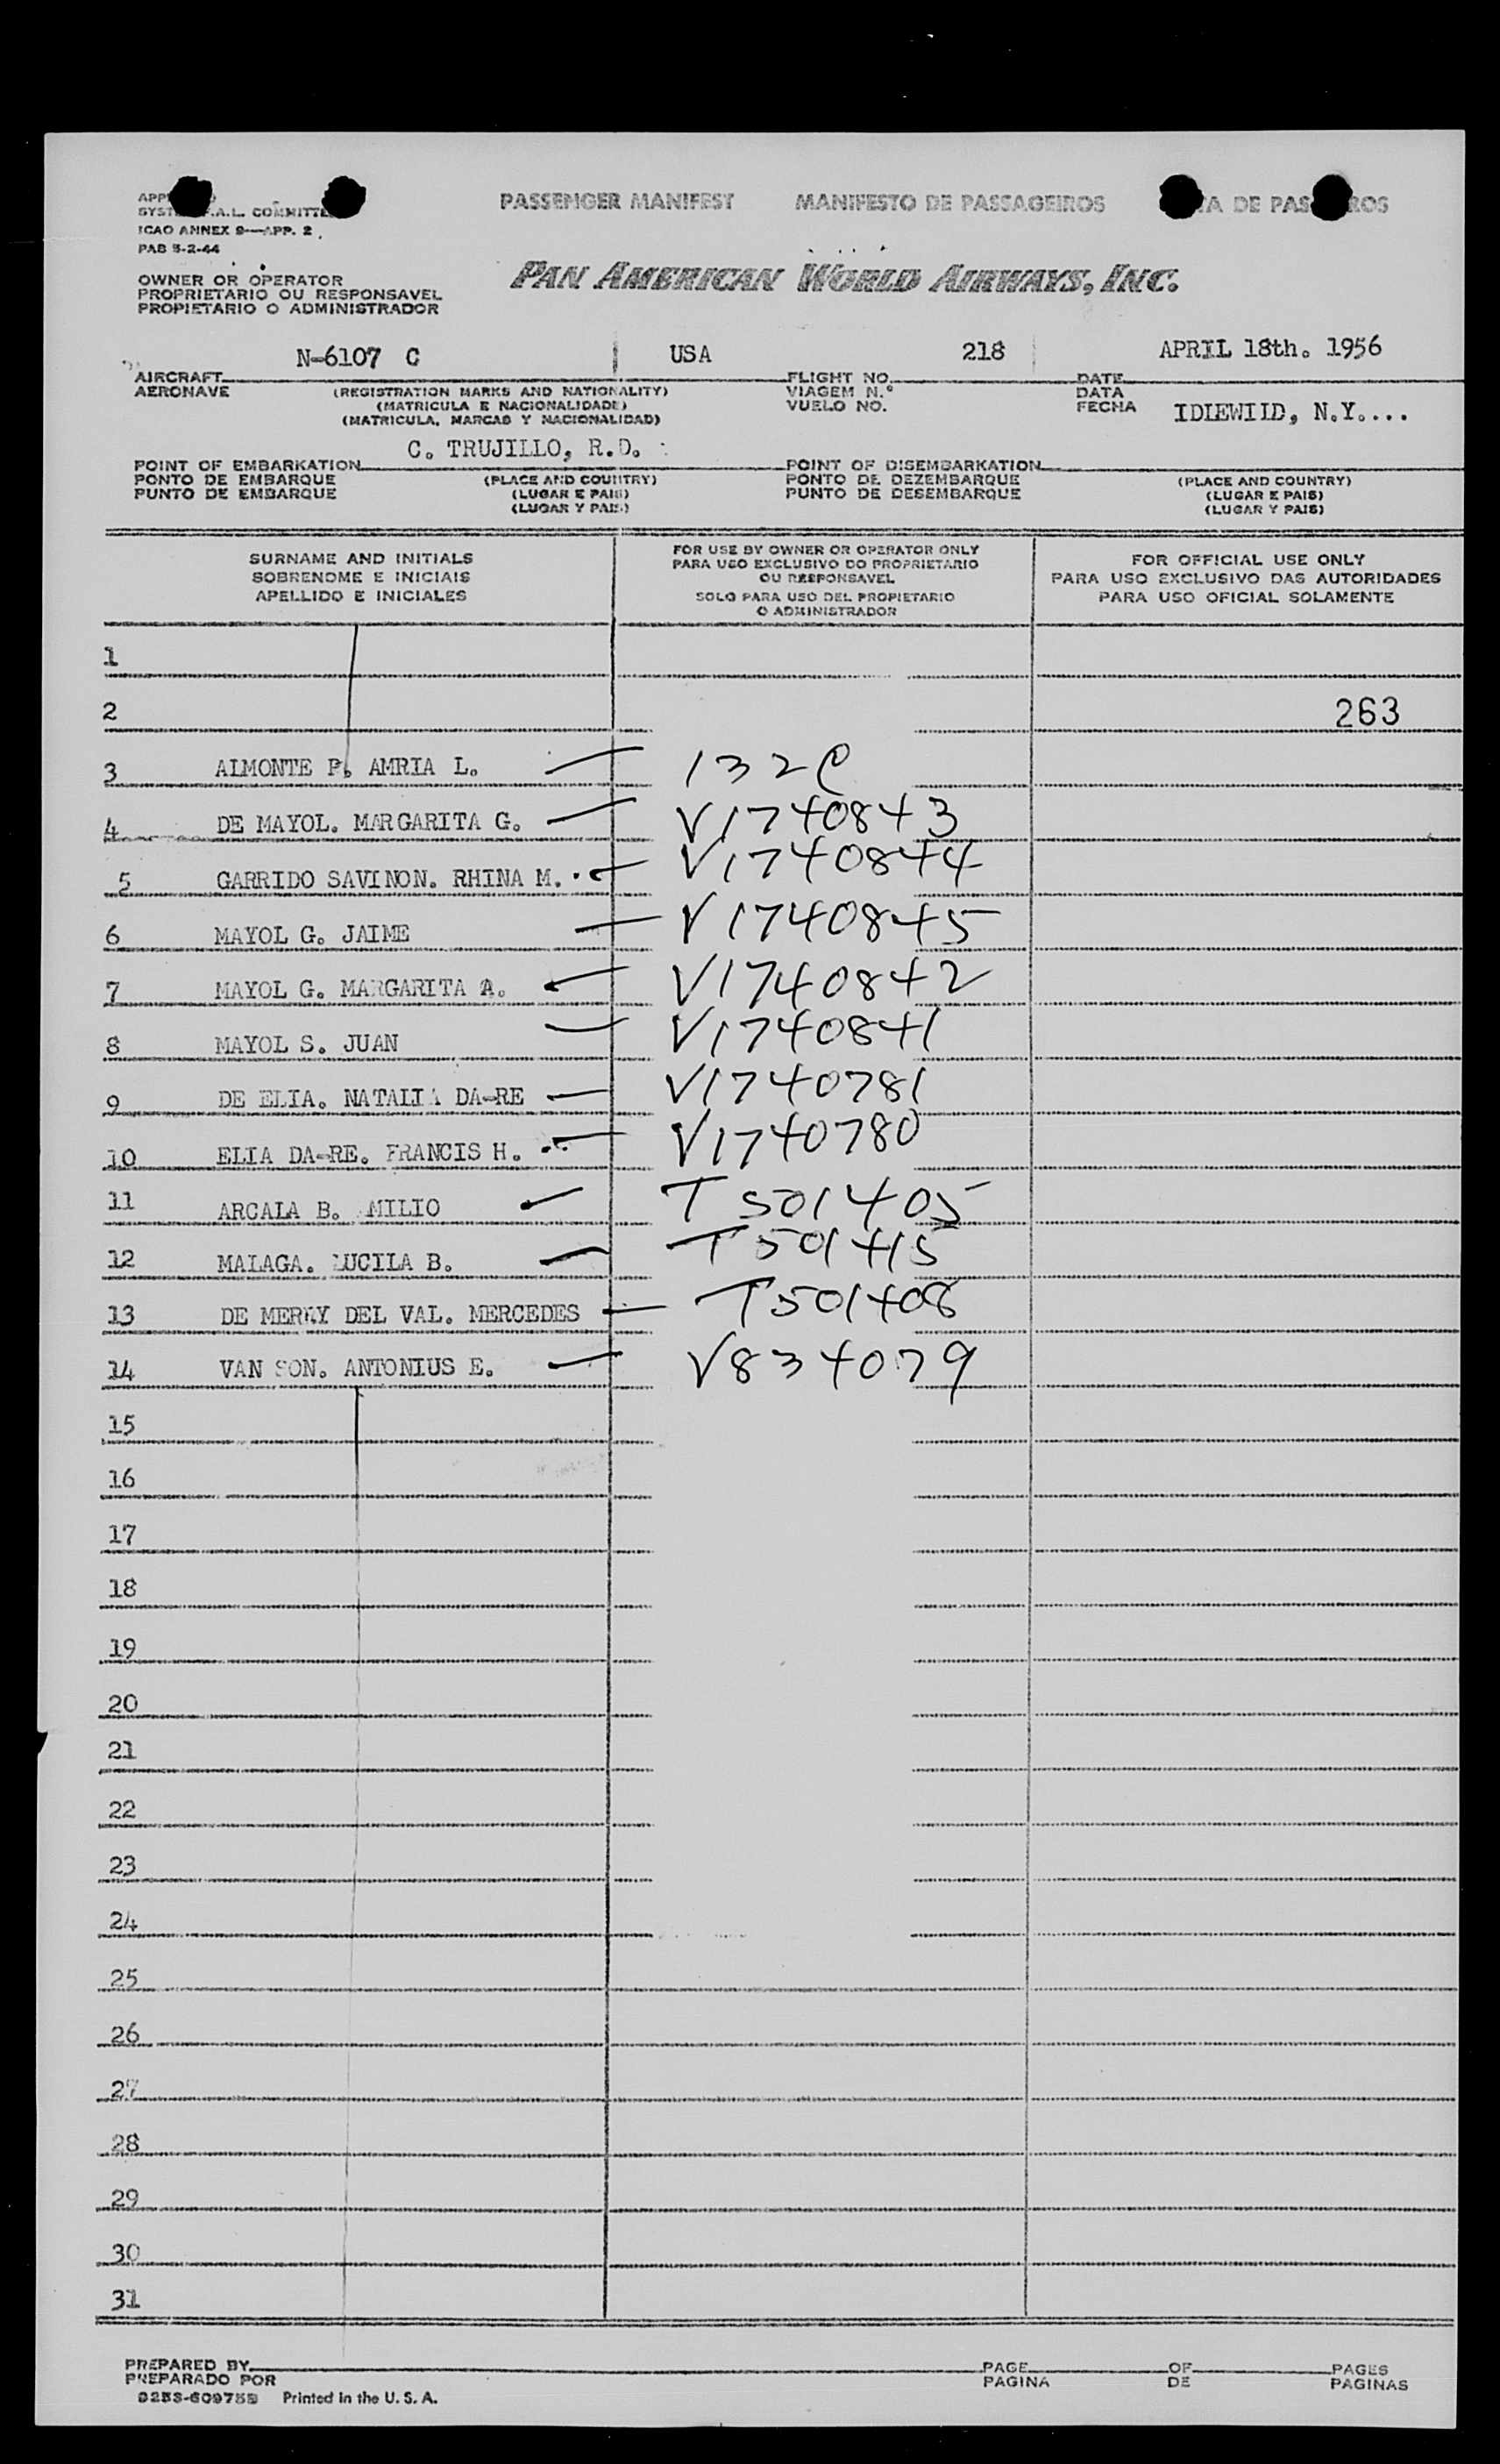 PASSENGER MANIFEST MANIFESTO DE PASSAGEIROS DE
SYST .A.L. COMMITTE
ICAO ANNEX 9—APP. 2
PAB 5-2-44
OWNER OR OPERATOR
PROPRIETARIO OU RESPONSAVEL
PROPIETARIO O ADMINISTRADOR
PAN AMERICAN WORLD AIRWAYS, INC.
N-6107 C USA 218 APRIL 18th. 1956
AIRCRAFT FLIGHT NO. DATE
AERONAVE (REGISTRATION MARKS AND NATIONALITY) VIAGEM N.° DATA
(MATRICULA E NACIONALIDADE) VUELO NO. FECHA IDLEWILD, N.Y....
(MATRICULA, MARCAS Y NACIONALIDAD)
C. TRUJILLO, R.D.
POINT OF EMBARKATION POINT OF DISEMBARKATION
PONTO DE EMBARQUE (PLACE AND COUNTRY) PONTO DE DEZEMBARQUE (PLACE AND COUNTRY)
PUNTO DE EMBARQUE (LUGAR E PAIS) PUNTO DE DESEMBARQUE (LUGAR E PAIS)
(LUGAR Y PAIS) (LUGAR Y PAIS)
SURNAME AND INITIALS
SOBRENOME E INICIAIS
APELLIDO E INICIALES
FOR USE BY OWNER OR OPERATOR ONLY
PARA USO EXCLUSIVO DO PROPRIETARIO
OU RESPONSAVEL
SOLO PARA USO DEL PROPIETARIO
O ADMINISTRADOR
FOR OFFICIAL USE ONLY
PARA USO EXCLUSIVO DAS AUTORIDADES
PARA USO OFICIAL SOLAMENTE
1
2 263
3 ALMONTE P. AMRIA L. 132C
4 DE MAYOL. MARGARITA G. V1740843
5 GARRIDO SAVINON. RHINA M. V1740844
6 MAYOL G. JAIME V1740845
7 MAYOL G. MARGARITA A. V1740842
8 MAYOL S. JUAN V1740841
9 DE ELIA. NATALIA DA-RE V1740781
10 ELIA DA-RE. FRANCIS H. V1740780
11 ARCALA B. MILIO T501405
12 MALAGA. LUCILA B. T501415
13 DE MERRY DEL VAL. MERCEDES T501408
14 VAN SON. ANTONIUS E. V834079
15
16
17
18
19
20
21
22
23
24
25
26
27
28
29
30
31
PREPARED BY PAGE OF PAGES
PREPARADO POR PAGINA DE PAGINAS
Printed in the U. S. A.